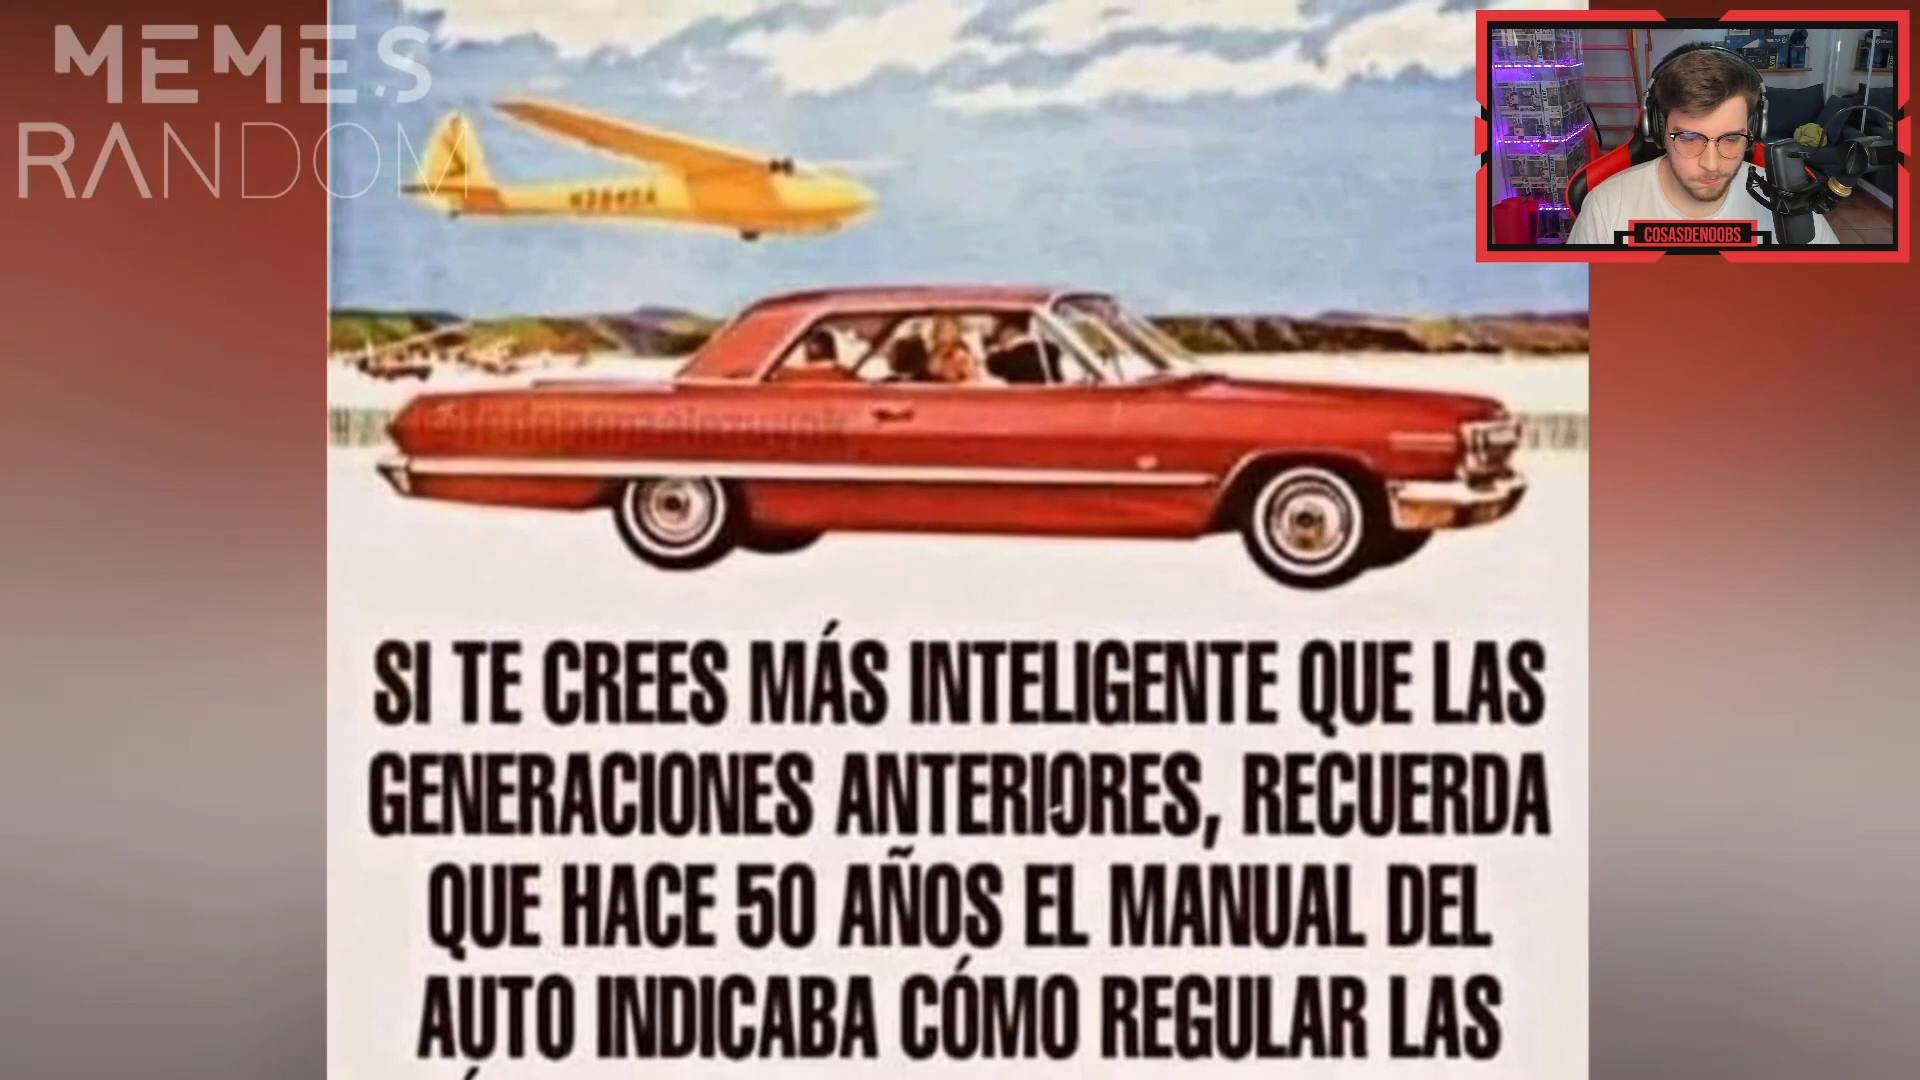 MEMES
RANDOM
COSASDENOOBS
SI TE CREES MÁS INTELIGENTE QUE LAS
GENERACIONES ANTERIORES, RECUERDA
QUE HACE 50 AÑOS EL MANUAL DEL
AUTO INDICABA CÓMO REGULAR LAS